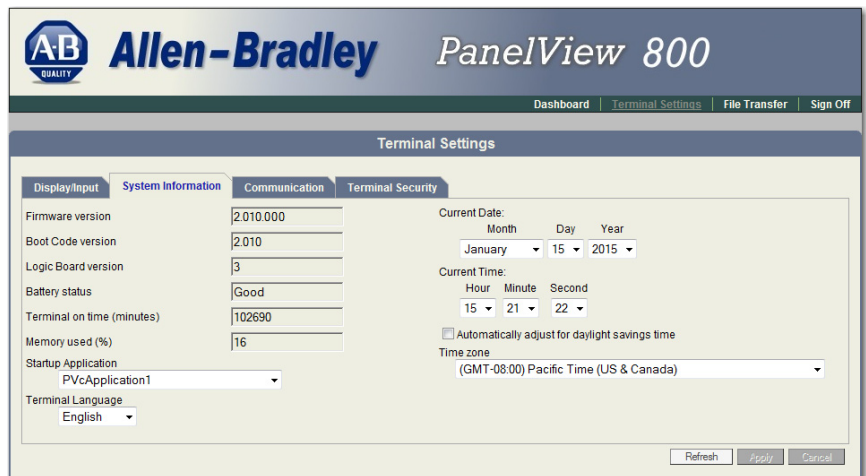 A-B
QUALITY
Allen-Bradley
PanelView 800
Dashboard | Terminal Settings | File Transfer | Sign Off
Terminal Settings
Display/Input System Information Communication Terminal Security
Firmware version 2.010.000
Boot Code version 2.010
Logic Board version 3
Battery status Good
Terminal on time (minutes) 102690
Memory used (%) 16
Startup Application
PVcApplication1
Terminal Language
English
Current Date:
Month Day Year
January 15 2015
Current Time:
Hour Minute Second
15 21 22
Automatically adjust for daylight savings time
Time zone
(GMT-08:00) Pacific Time (US & Canada)
Refresh Apply Cancel